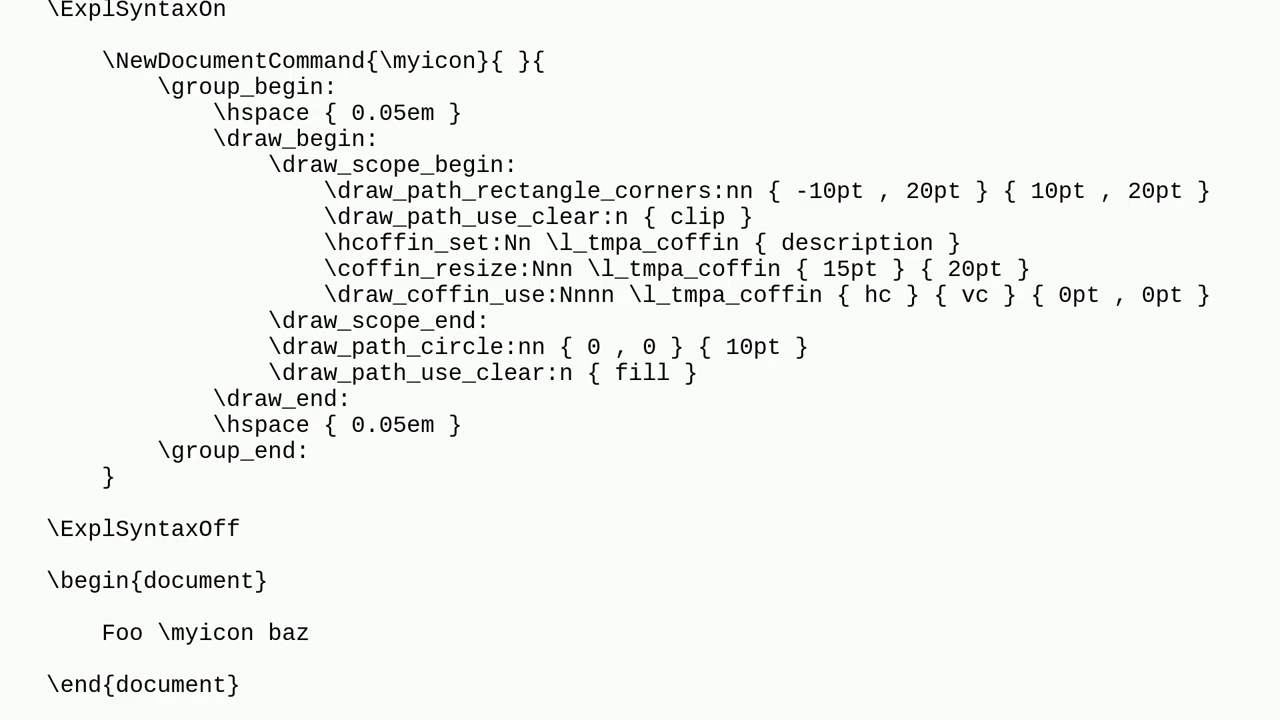 \ExplSyntaxOn
\NewDocumentCommand{\myicon}{ }{
\group_begin:
\hspace { 0.05em }
\draw_begin:
\draw_scope_begin:
\draw_path_rectangle_corners:nn { -10pt , 20pt } { 10pt , 20pt }
\draw_path_use_clear:n { clip }
\hcoffin_set:Nn \l_tmpa_coffin { description }
\coffin_resize:Nnn \l_tmpa_coffin { 15pt } { 20pt }
\draw_coffin_use:Nnnn \l_tmpa_coffin { hc } { vc } { 0pt , 0pt }
\draw_scope_end:
\draw_path_circle:nn { 0 , 0 } { 10pt }
\draw_path_use_clear:n { fill }
\draw_end:
\hspace { 0.05em }
\group_end:
}
\ExplSyntaxOff
\begin{document}
Foo \myicon baz
\end{document}